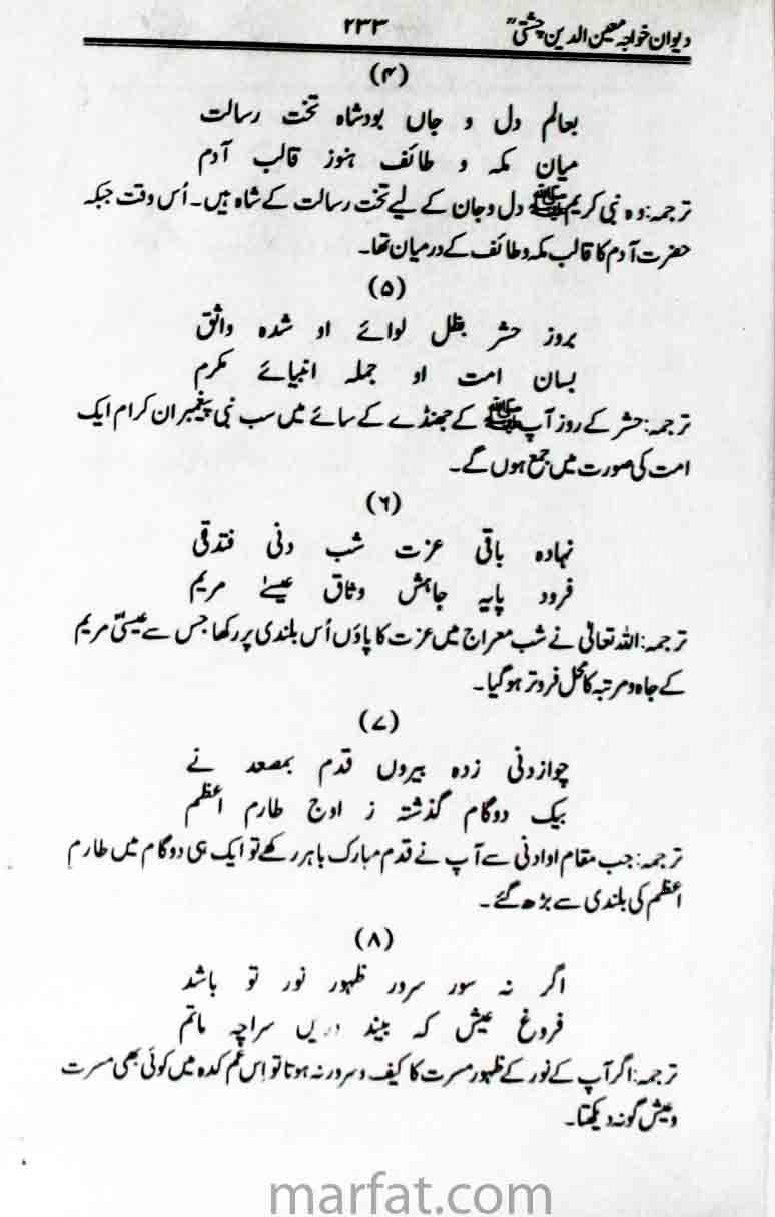 دیوان خواجہ معین الدین چشتیؒ ۲۳۳
(۴)
بعالم دل و جاں بودشاہ تخت رسالت
میان مکہ و طائف ہنوز قالب آدم
ترجمہ: وہ نبی کریم ﷺ دل وجان کے لیے تخت رسالت کے شاہ ہیں۔ اُس وقت جبکہ
حضرت آدم کا قالب مکہ وطائف کے درمیان تھا۔
(۵)
بروز حشر بظل لوائے او شدہ واثق
بسان امت او جملہ انبیائے مکرم
ترجمہ: حشر کے روز آپ ﷺ کے جھنڈے کے سائے میں سب نبی پیغمبران کرام ایک
امت کی صورت میں جمع ہوں گے۔
(۶)
نہادہ باقی عزت شب دنی فتدلی
فرود پایہ جاہش وثاق عیسےٰ مریم
ترجمہ: اللہ تعالیٰ نے شب معراج میں عزت کا پاؤں اُس بلندی پر رکھا جس سے عیسیٰؑ مریم
کے جاہ ومرتبہ کا محل فروتر ہوگیا۔
(۷)
چوازدنی زدہ بیروں قدم بمصعد نے
بیک دوگام گذشتہ ز اوج طارم اعظم
ترجمہ: جب مقام اوادنی سے آپ نے قدم مبارک باہر رکھے تو ایک ہی دوگام میں طارم
اعظم کی بلندی سے بڑھ گئے۔
(۸)
اگر نہ سور سرور ظہور نور تو باشد
فروغ عیش کہ بیند دریں سراچہ ماتم
ترجمہ: اگر آپ کے نور کے ظہور مسرت کا کیف وسرور نہ ہوتا تو اِس غم کدہ میں کوئی بھی مسرت
وعیش کو نہ دیکھتا۔
marfat.com